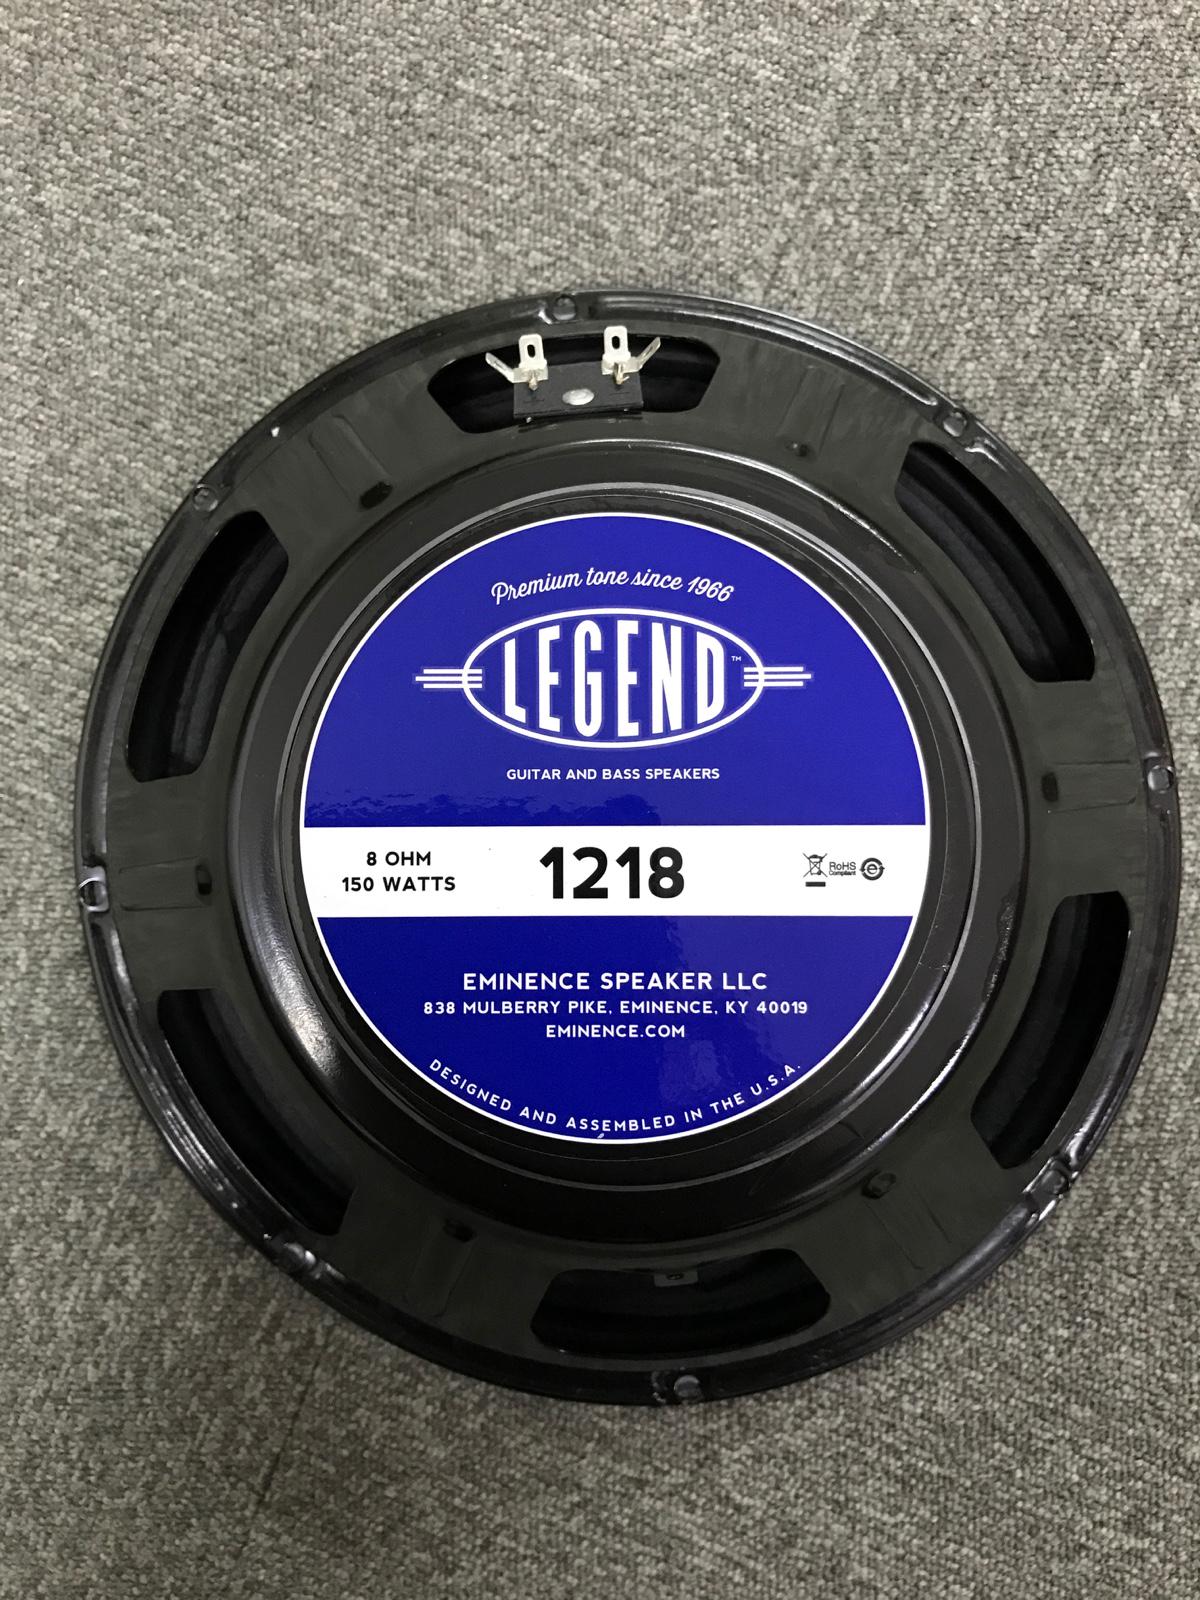 Premium tone since 1966
LEGEND™
GUITAR AND BASS SPEAKERS
8 OHM
150 WATTS
1218
RoHS
Compliant
e
EMINENCE SPEAKER LLC
838 MULBERRY PIKE, EMINENCE, KY 40019
EMINENCE.COM
DESIGNED AND ASSEMBLED IN THE U.S.A.